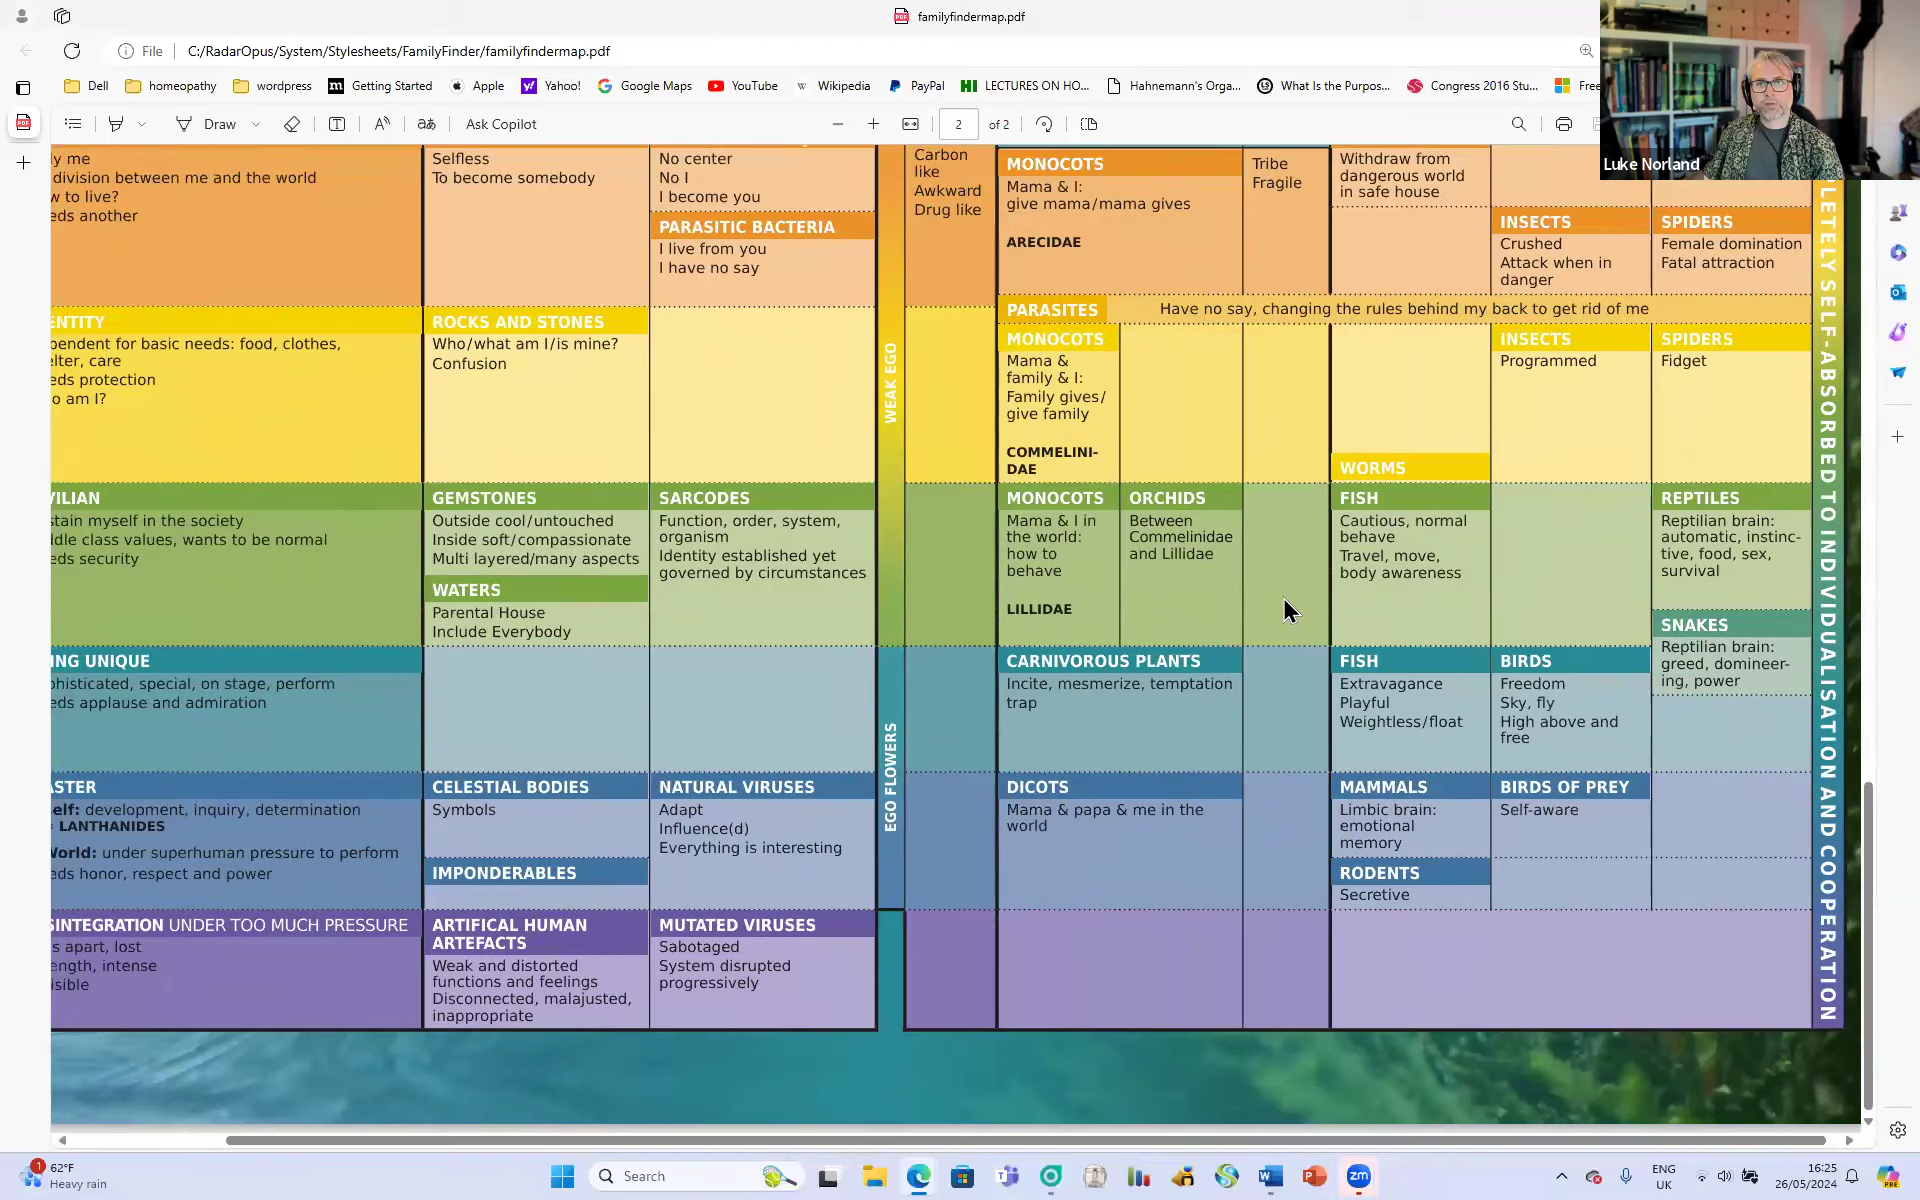 familyfindermap.pdf
File
C:/RadarOpus/System/Stylesheets/FamilyFinder/familyfindermap.pdf
Dell
homeopathy
wordpress
Getting Started
Apple
Yahoo!
Google Maps
YouTube
Wikipedia
PayPal
LECTURES ON HO...
Hahnemann's Orga...
What Is the Purpos...
Congress 2016 Stu...
Free
Draw
Ask Copilot
2
of 2
Luke Norland
ly me
division between me and the world
w to live?
eds another
Selfless
To become somebody
No center
No I
I become you
PARASITIC BACTERIA
I live from you
I have no say
Carbon
like
Awkward
Drug like
MONOCOTS
Mama & I:
give mama/mama gives
ARECIDAE
Tribe
Fragile
Withdraw from
dangerous world
in safe house
INSECTS
Crushed
Attack when in
danger
SPIDERS
Female domination
Fatal attraction
PARASITES
Have no say, changing the rules behind my back to get rid of me
ENTITY
pendent for basic needs: food, clothes,
elter, care
eds protection
o am I?
ROCKS AND STONES
Who/what am I/is mine?
Confusion
WEAK EGO
MONOCOTS
Mama &
family & I:
Family gives/
give family
COMMELINI-
DAE
WORMS
INSECTS
Programmed
SPIDERS
Fidget
VILIAN
stain myself in the society
ddle class values, wants to be normal
eds security
GEMSTONES
Outside cool/untouched
Inside soft/compassionate
Multi layered/many aspects
WATERS
Parental House
Include Everybody
SARCODES
Function, order, system,
organism
Identity established yet
governed by circumstances
MONOCOTS
Mama & I in
the world:
how to
behave
LILLIDAE
ORCHIDS
Between
Commelinidae
and Lillidae
FISH
Cautious, normal
behave
Travel, move,
body awareness
REPTILES
Reptilian brain:
automatic, instinc-
tive, food, sex,
survival
SNAKES
Reptilian brain:
greed, domineer-
ing, power
ING UNIQUE
phisticated, special, on stage, perform
eds applause and admiration
EGO FLOWERS
CARNIVOROUS PLANTS
Incite, mesmerize, temptation
trap
FISH
Extravagance
Playful
Weightless/float
BIRDS
Freedom
Sky, fly
High above and
free
ASTER
elf: development, inquiry, determination
LANTHANIDES
World: under superhuman pressure to perform
eds honor, respect and power
CELESTIAL BODIES
Symbols
IMPONDERABLES
NATURAL VIRUSES
Adapt
Influence(d)
Everything is interesting
DICOTS
Mama & papa & me in the
world
MAMMALS
Limbic brain:
emotional
memory
RODENTS
Secretive
BIRDS OF PREY
Self-aware
SINTEGRATION UNDER TOO MUCH PRESSURE
s apart, lost
ength, intense
isible
ARTIFICAL HUMAN
ARTEFACTS
Weak and distorted
functions and feelings
Disconnected, malajusted,
inappropriate
MUTATED VIRUSES
Sabotaged
System disrupted
progressively
LETELY SELF-ABSORBED TO INDIVIDUALISATION AND COOPERATION
1
62°F
Heavy rain
Search
zm
ENG
UK
16:25
26/05/2024
PRE